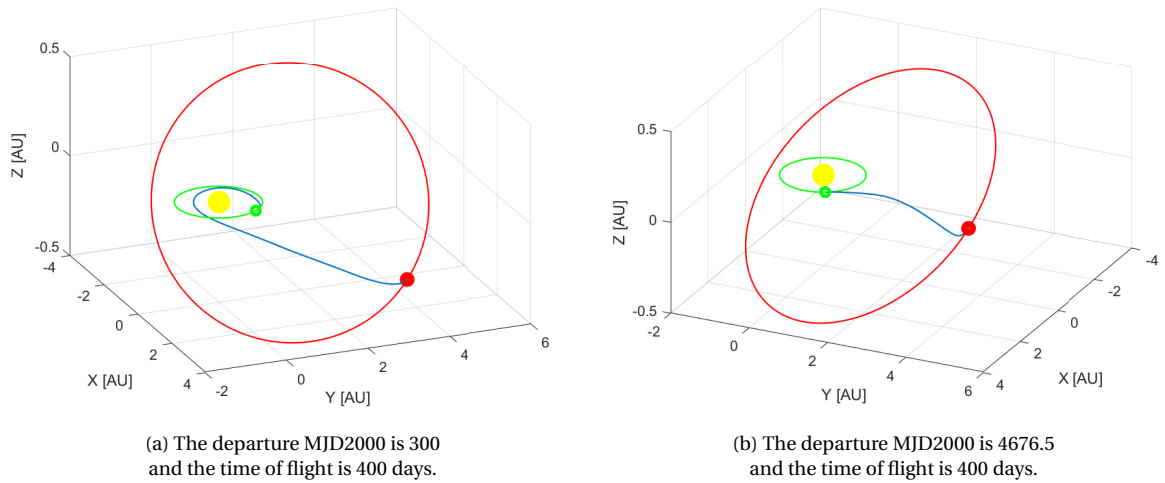 0.5
0
-0.5
Z [AU]
-4
-2
0
2
4
X [AU]
-2
0
2
4
6
Y [AU]
0.5
0
-0.5
Z [AU]
-2
0
2
4
6
Y [AU]
4
2
0
-2
-4
X [AU]
(a) The departure MJD2000 is 300
and the time of flight is 400 days.
(b) The departure MJD2000 is 4676.5
and the time of flight is 400 days.